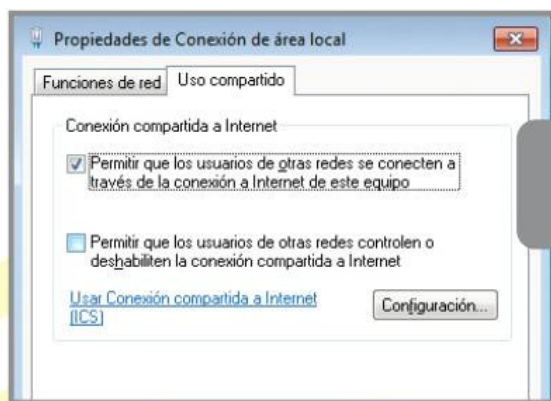 Propiedades de Conexión de área local
Funciones de red
Uso compartido
Conexión compartida a Internet
Permitir que los usuarios de otras redes se conecten a
través de la conexión a Internet de este equipo
Permitir que los usuarios de otras redes controlen o
deshabiliten la conexión compartida a Internet
Usar Conexión compartida a Internet
(ICS)
Configuración...